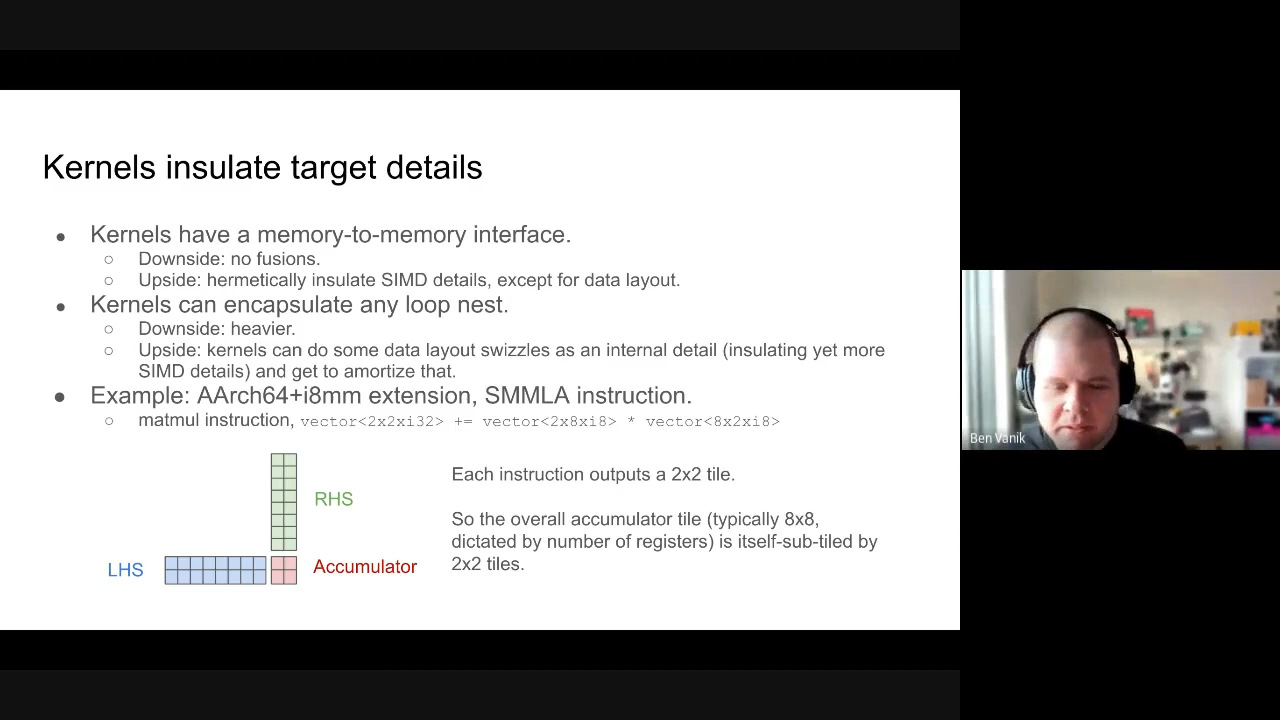 Kernels insulate target details
● Kernels have a memory-to-memory interface.
○ Downside: no fusions.
○ Upside: hermetically insulate SIMD details, except for data layout.
● Kernels can encapsulate any loop nest.
○ Downside: heavier.
○ Upside: kernels can do some data layout swizzles as an internal detail (insulating yet more
SIMD details) and get to amortize that.
● Example: AArch64+i8mm extension, SMMLA instruction.
○ matmul instruction, vector<2x2xi32> += vector<2x8xi8> * vector<8x2xi8>
RHS
LHS
Accumulator
Each instruction outputs a 2x2 tile.
So the overall accumulator tile (typically 8x8,
dictated by number of registers) is itself-sub-tiled by
2x2 tiles.
Ben Vanik